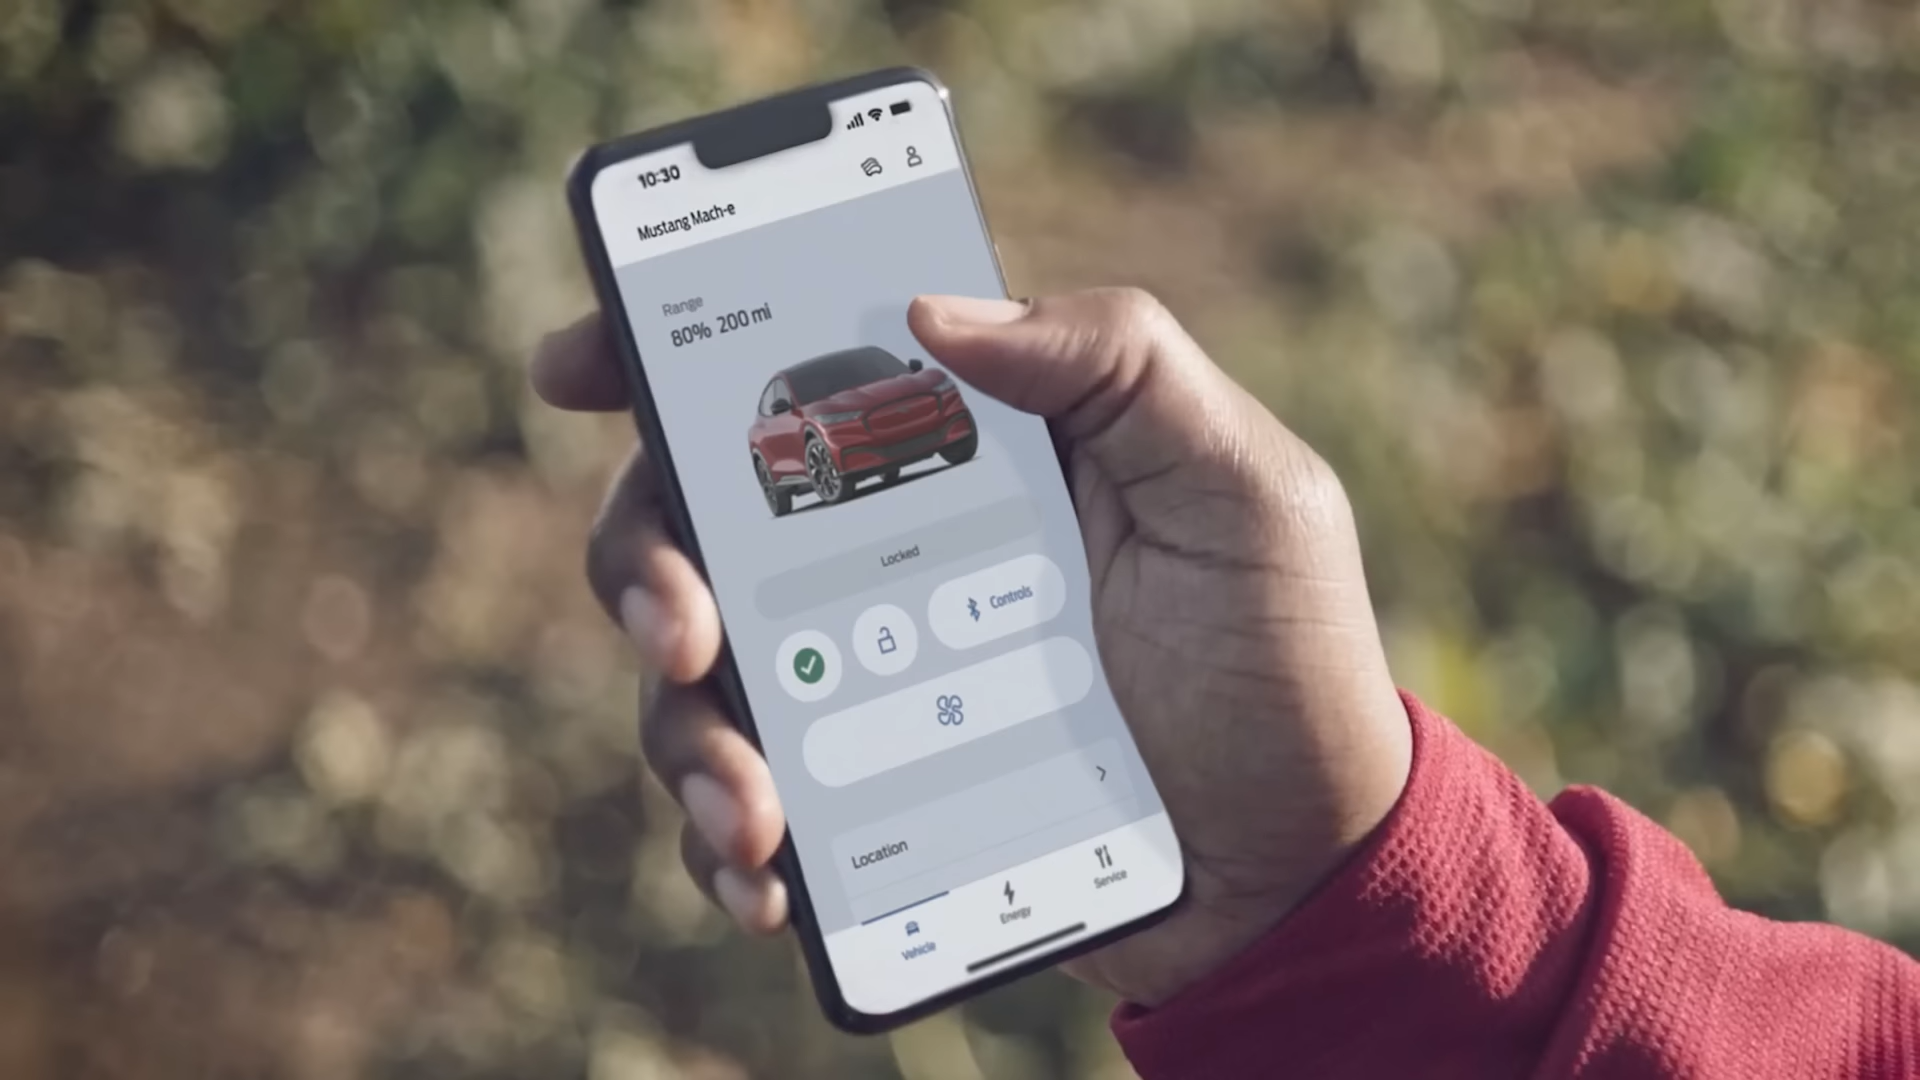 10:30
Mustang Mach-e
Range
80% 200 mi
Locked
Controls
Location
Vehicle
Energy
Service